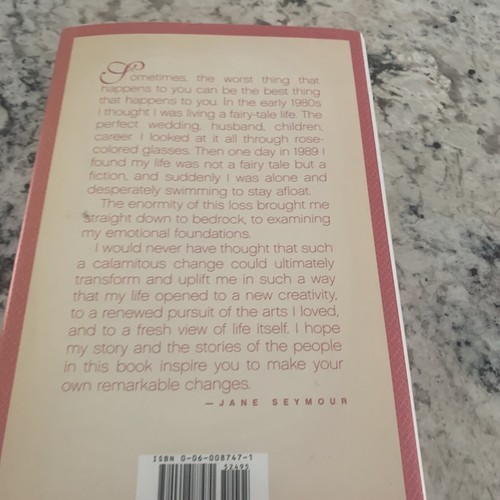 Sometimes, the worst thing that
happens to you can be the best thing
that happens to you. In the early 1980s
I thought I was living a fairy-tale life. The
perfect wedding, husband, children,
career. I looked at it all through rose-
colored glasses. Then one day in 1989 I
found my life was not a fairy tale but a
fiction, and suddenly I was alone and
desperately swimming to stay afloat.
The enormity of this loss brought me
straight down to bedrock, to examining
my emotional foundations.
I would never have thought that such
a calamitous change could ultimately
transform and uplift me in such a way
that my life opened to a new creativity,
to a renewed pursuit of the arts I loved,
and to a fresh view of life itself. I hope
my story and the stories of the people
in this book inspire you to make your
own remarkable changes.
—JANE SEYMOUR
ISBN 0-06-008747-1
52495